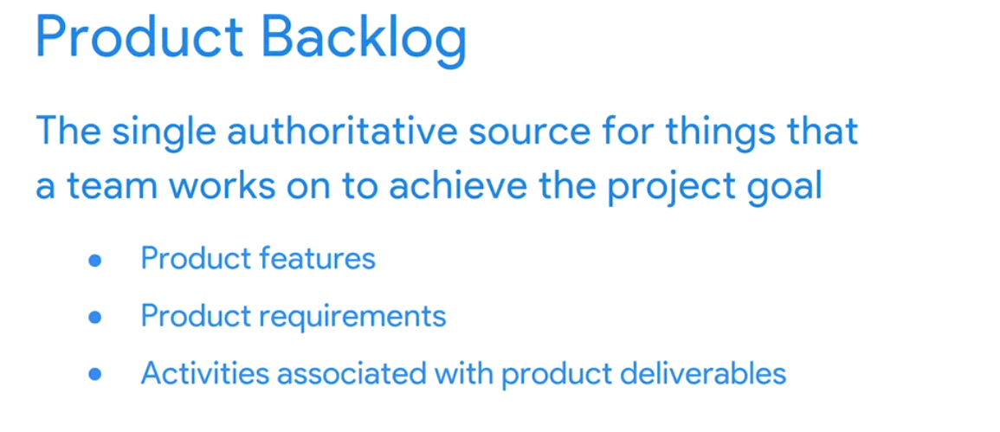 Product Backlog
The single authoritative source for things that
a team works on to achieve the project goal
● Product features
● Product requirements
● Activities associated with product deliverables